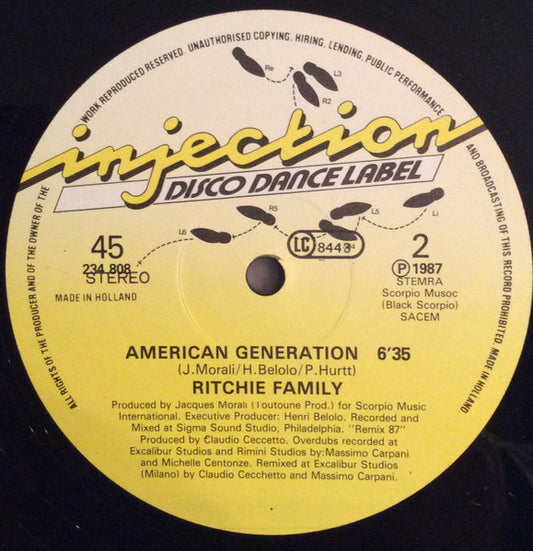 WORK REPRODUCED RESERVED. UNAUTHORISED COPYING, HIRING, LENDING, PUBLIC PERFORMANCE
AND BROADCASTING OF THIS RECORD PROHIBITED. MADE IN HOLLAND
ALL RIGHTS OF THE PRODUCER AND OF THE OWNER OF THE
Re
L3
R2
injection
DISCO DANCE LABEL
Li
L5
R5
L6
45
234 808
STEREO
MADE IN HOLLAND
LC 8443
2
Ⓟ 1987
STEMRA
Scorpio Musoc
(Black Scorpio)
SACEM
AMERICAN GENERATION 6'35
(J.Morali/H.Belolo/P.Hurtt)
RITCHIE FAMILY
Produced by Jacques Morali (Toutoune Prod.) for Scorpio Music
International. Executive Producer: Henri Belolo. Recorded and
Mixed at Sigma Sound Studio, Philadelphia. "Remix 87"
Produced by Claudio Ceccetto. Overdubs recorded at
Excalibur Studios and Rimini Studios by:Massimo Carpani
and Michelle Centonze. Remixed at Excalibur Studios
(Milano) by Claudio Cecchetto and Massimo Carpani.